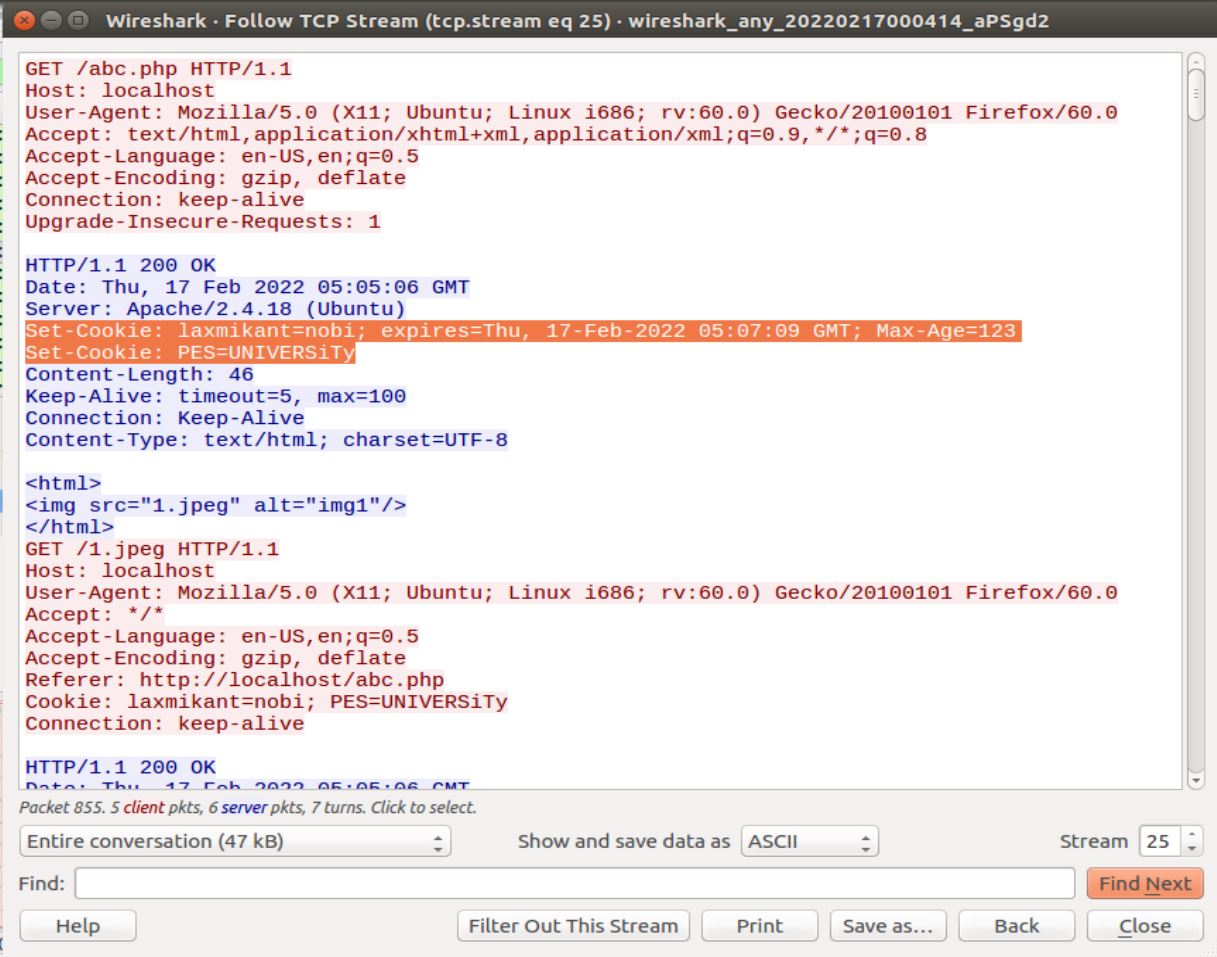 Wireshark · Follow TCP Stream (tcp.stream eq 25) · wireshark_any_20220217000414_aPSgd2
GET /abc.php HTTP/1.1
Host: localhost
User-Agent: Mozilla/5.0 (X11; Ubuntu; Linux i686; rv:60.0) Gecko/20100101 Firefox/60.0
Accept: text/html,application/xhtml+xml,application/xml;q=0.9,*/*;q=0.8
Accept-Language: en-US,en;q=0.5
Accept-Encoding: gzip, deflate
Connection: keep-alive
Upgrade-Insecure-Requests: 1
HTTP/1.1 200 OK
Date: Thu, 17 Feb 2022 05:05:06 GMT
Server: Apache/2.4.18 (Ubuntu)
Set-Cookie: laxmikant=nobi; expires=Thu, 17-Feb-2022 05:07:09 GMT; Max-Age=123
Set-Cookie: PES=UNIVERSiTy
Content-Length: 46
Keep-Alive: timeout=5, max=100
Connection: Keep-Alive
Content-Type: text/html; charset=UTF-8
<html>
<img src="1.jpeg" alt="img1"/>
</html>
GET /1.jpeg HTTP/1.1
Host: localhost
User-Agent: Mozilla/5.0 (X11; Ubuntu; Linux i686; rv:60.0) Gecko/20100101 Firefox/60.0
Accept: */*
Accept-Language: en-US,en;q=0.5
Accept-Encoding: gzip, deflate
Referer: http://localhost/abc.php
Cookie: laxmikant=nobi; PES=UNIVERSiTy
Connection: keep-alive
HTTP/1.1 200 OK
Date: Thu, 17 Feb 2022 05:05:06 GMT
Packet 855. 5 client pkts, 6 server pkts, 7 turns. Click to select.
Entire conversation (47 kB) Show and save data as ASCII Stream 25
Find: Find Next
Help Filter Out This Stream Print Save as... Back Close